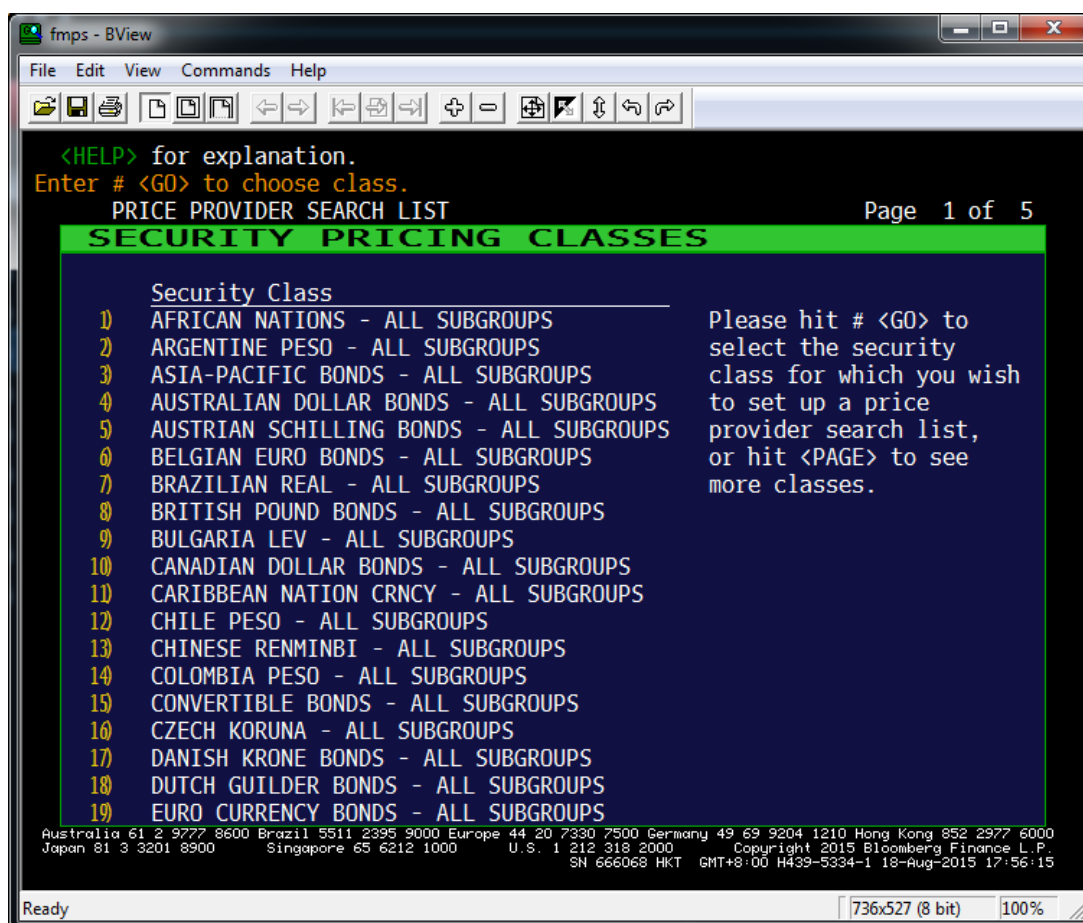 fmps - BView
File Edit View Commands Help
<HELP> for explanation.
Enter # <GO> to choose class.
PRICE PROVIDER SEARCH LIST Page 1 of 5
SECURITY PRICING CLASSES
Security Class
1) AFRICAN NATIONS - ALL SUBGROUPS Please hit # <GO> to
2) ARGENTINE PESO - ALL SUBGROUPS select the security
3) ASIA-PACIFIC BONDS - ALL SUBGROUPS class for which you wish
4) AUSTRALIAN DOLLAR BONDS - ALL SUBGROUPS to set up a price
5) AUSTRIAN SCHILLING BONDS - ALL SUBGROUPS provider search list,
6) BELGIAN EURO BONDS - ALL SUBGROUPS or hit <PAGE> to see
7) BRAZILIAN REAL - ALL SUBGROUPS more classes.
8) BRITISH POUND BONDS - ALL SUBGROUPS
9) BULGARIA LEV - ALL SUBGROUPS
10) CANADIAN DOLLAR BONDS - ALL SUBGROUPS
11) CARIBBEAN NATION CRNCY - ALL SUBGROUPS
12) CHILE PESO - ALL SUBGROUPS
13) CHINESE RENMINBI - ALL SUBGROUPS
14) COLOMBIA PESO - ALL SUBGROUPS
15) CONVERTIBLE BONDS - ALL SUBGROUPS
16) CZECH KORUNA - ALL SUBGROUPS
17) DANISH KRONE BONDS - ALL SUBGROUPS
18) DUTCH GUILDER BONDS - ALL SUBGROUPS
19) EURO CURRENCY BONDS - ALL SUBGROUPS
Australia 61 2 9777 8600 Brazil 5511 2395 9000 Europe 44 20 7330 7500 Germany 49 69 9204 1210 Hong Kong 852 2977 6000
Japan 81 3 3201 8900 Singapore 65 6212 1000 U.S. 1 212 318 2000 Copyright 2015 Bloomberg Finance L.P.
SN 666068 HKT GMT+8:00 H439-5334-1 18-Aug-2015 17:56:15
Ready 736x527 (8 bit) 100%